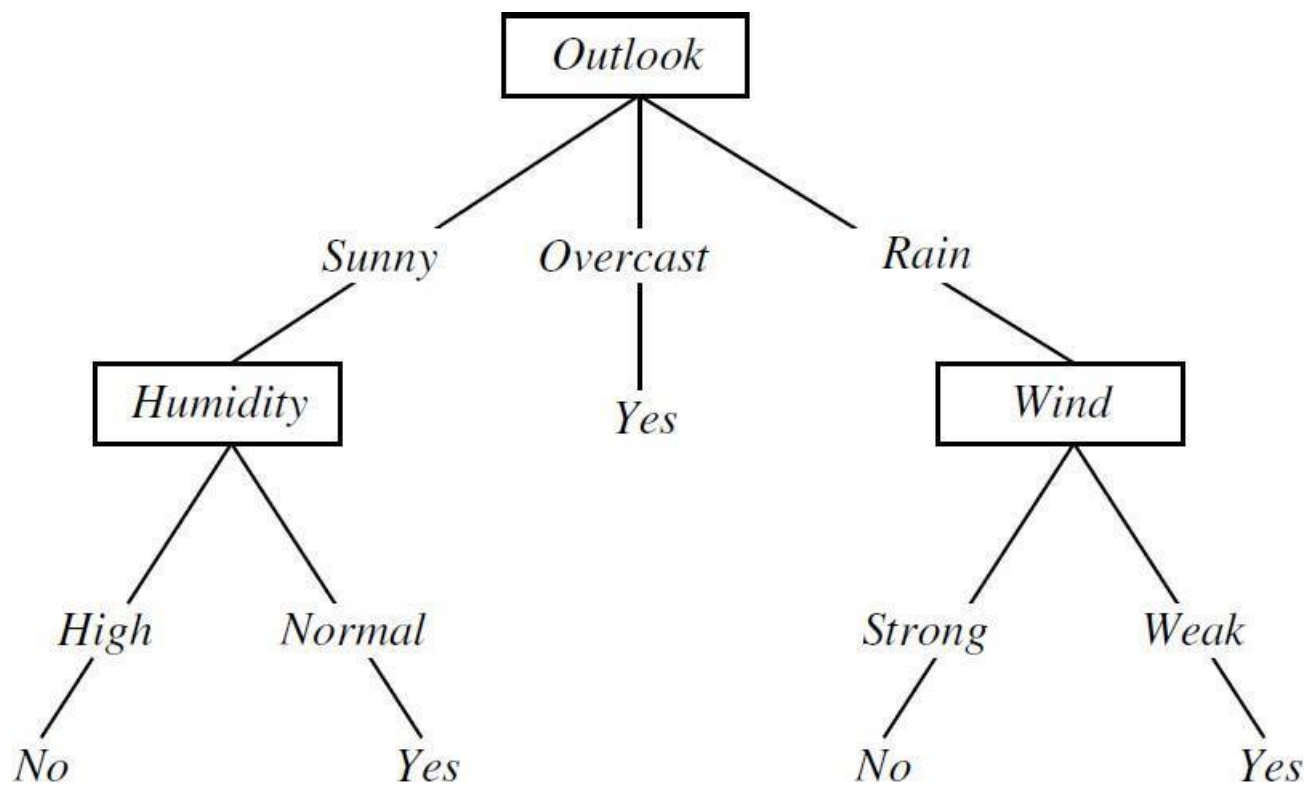 Outlook
Sunny Overcast Rain
Humidity Yes Wind
High Normal Strong Weak
No Yes No Yes